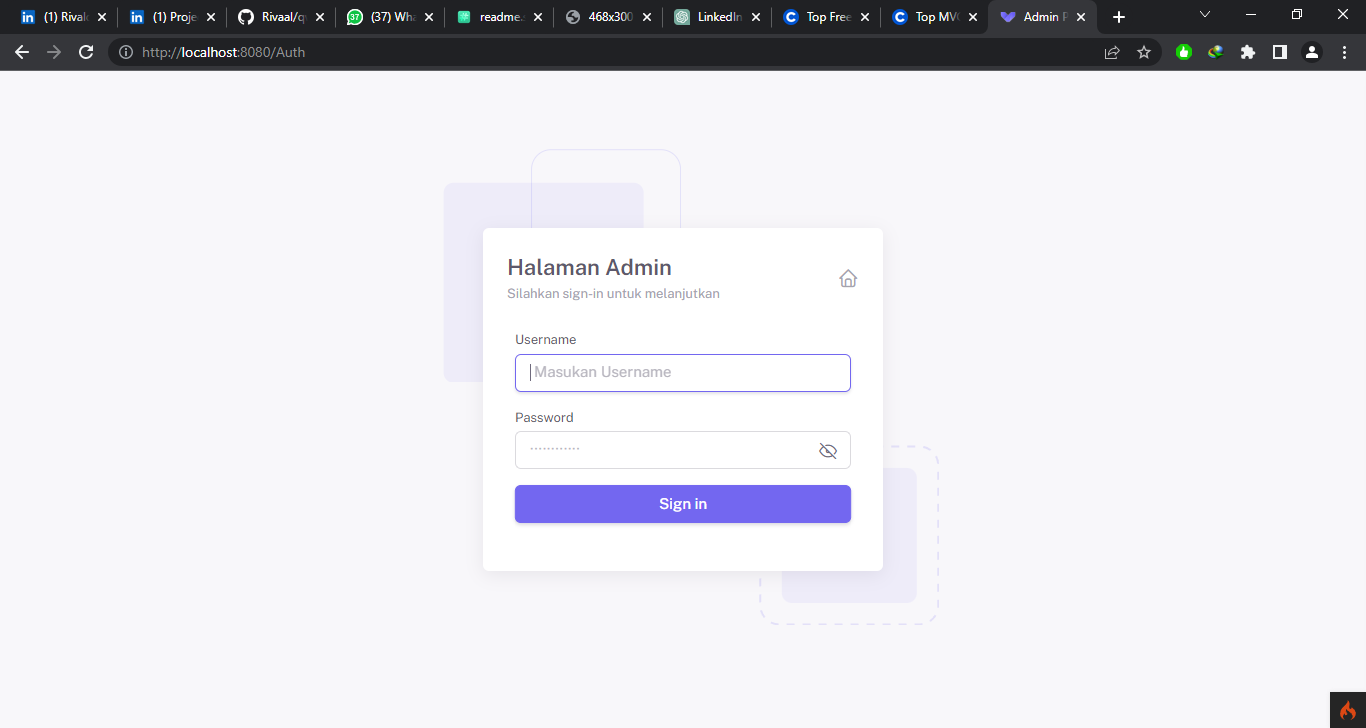 (1) Rival
(1) Proje
Rivaal/q
(37) Wha
readme.
468x300
LinkedIn
Top Free
Top MVC
Admin P
http://localhost:8080/Auth
Halaman Admin
Silahkan sign-in untuk melanjutkan
Username
Masukan Username
Password
Sign in